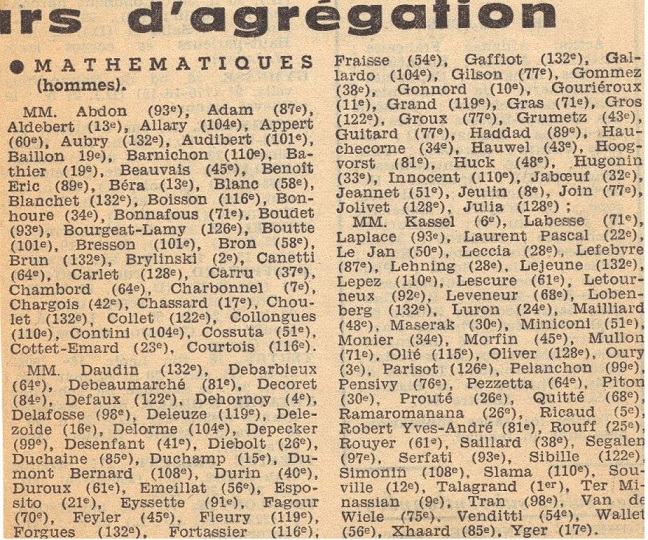 urs d'agrégation
● MATHEMATIQUES
(hommes).
MM. Abdon (93e), Adam (87e),
Aldebert (13e), Allary (104e), Appert
(60e), Aubry (132e), Audibert (101e),
Baillon 19e), Barnichon (110e), Ba-
thier (19e), Beauvais (45e), Benoît
Eric (89e), Béra (13e), Blanc (58e),
Blanchet (132e), Boisson (116e), Bon-
houre (34e), Bonnafous (71e), Boudet
(93e), Bourgeat-Lamy (126e), Boutte
(101e), Bresson (101e), Bron (58e),
Brun (132e), Brylinski (2e), Canetti
(64e), Carlet (128e), Carru (37e),
Chambord (64e), Charbonnel (7e),
Chargois (42e), Chassard (17e), Chou-
let (132e), Collet (122e), Collongues
(110e), Contini (104e), Cossuta (51e),
Cottet-Emard (23e), Courtois (116e).
MM. Daudin (132e), Debarbieux
(64e), Debeaumarché (81e), Decoret
(84e), Defaux (122e), Dehornoy (4e),
Delafosse (98e), Deleuze (119e), Dele-
zoide (16e), Delorme (104e), Depecker
(99e), Desenfant (41e), Diebolt (26e),
Duchaine (85e), Duchamp (15e), Du-
mont Bernard (108e), Durin (40e),
Duroux (61e), Emeillat (56e), Espo-
sito (21e), Eyssette (91e), Fagour
(70e), Feyler (45e), Fleury (119e),
Forgues (132e), Fortassier (116e),
Fraisse (54e), Gaffiot (132e), Gal-
lardo (104e), Gilson (77e), Gommez
(38e), Gonnord (10e), Gouriéroux
(11e), Grand (119e), Gras (71e), Gros
(122e), Groux (77e), Grumetz (43e),
Guitard (77e), Haddad (89e), Hau-
checorne (34e), Hauwel (43e), Hoog-
vorst (81e), Huck (48e), Hugonin
(33e), Innocent (110e), Jabœuf (32e),
Jeannet (51e), Jeulin (8e), Join (77e),
Jolivet (128e), Julia (128e) ;
MM. Kassel (6e), Labesse (71e),
Laplace (93e), Laurent Pascal (22e),
Le Jan (50e), Leccia (28e), Lefebvre
(87e), Lehning (28e), Lejeune (132e),
Lepez (110e), Lescure (61e), Letour-
neux (92e), Leveneur (68e), Loben-
berg (132e), Luron (24e), Mailliard
(48e), Maserak (30e), Miniconi (51e),
Monier (34e), Morfin (45e), Mullon
(71e), Olié (115e), Oliver (128e), Oury
(3e), Parisot (126e), Pelanchon (99e),
Pensivy (76e), Pezzetta (64e), Piton
(30e), Prouté (26e), Quitté (68e),
Ramaromanana (26e), Ricaud (5e),
Robert Yves-André (81e), Rouff (25e),
Rouyer (61e), Saillard (38e), Segalen
(97e), Serfati (93e), Sibille (122e),
Simonin (108e), Slama (110e), Sou-
ville (12e), Talagrand (1er), Ter Mi-
nassian (9e), Tran (98e), Van de
Wiele (75e), Venditti (54e), Wallet
(56e), Xhaard (85e), Yger (17e).